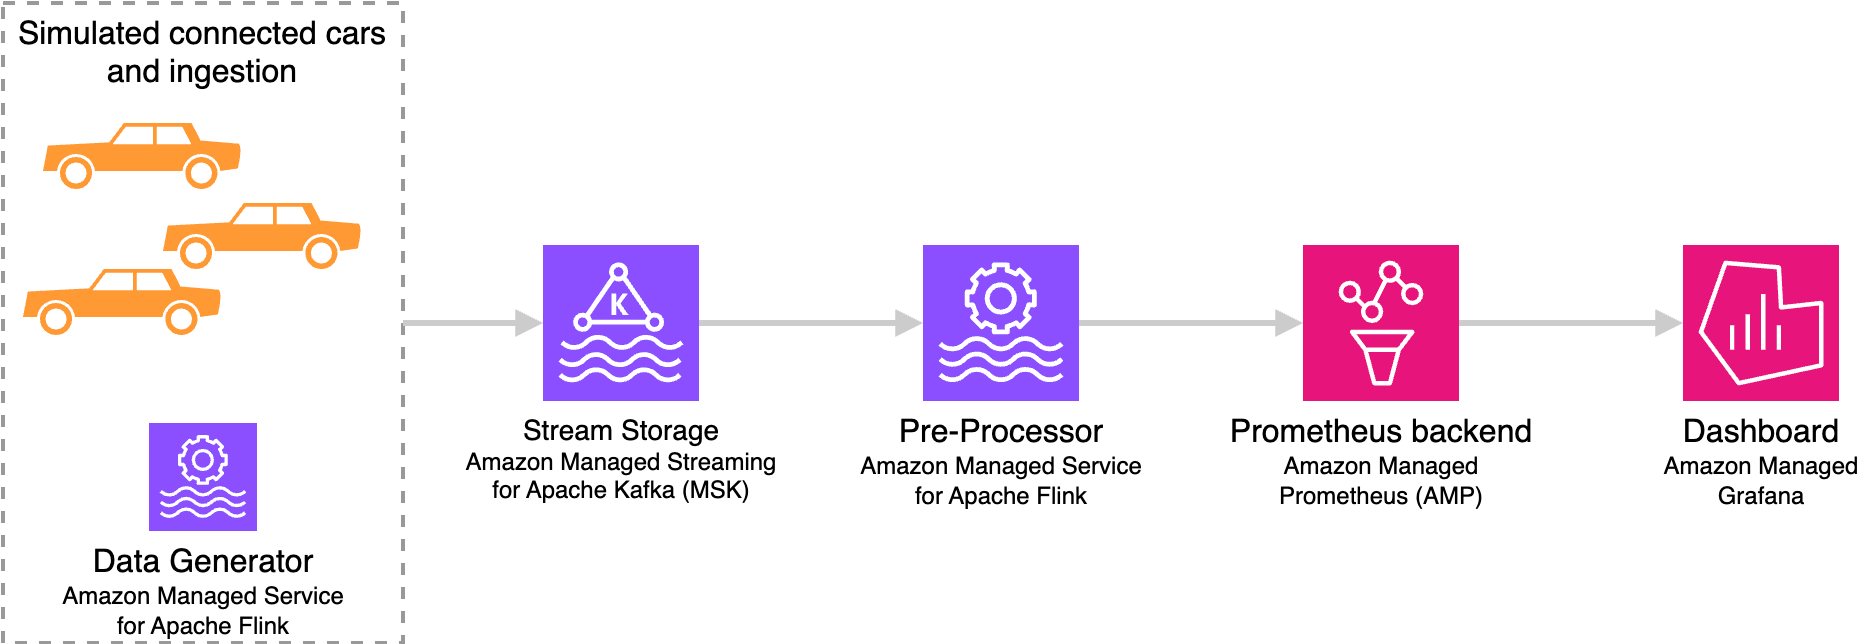 Simulated connected cars
and ingestion
Data Generator
Amazon Managed Service
for Apache Flink
K
Stream Storage
Amazon Managed Streaming
for Apache Kafka (MSK)
Pre-Processor
Amazon Managed Service
for Apache Flink
Prometheus backend
Amazon Managed
Prometheus (AMP)
Dashboard
Amazon Managed
Grafana